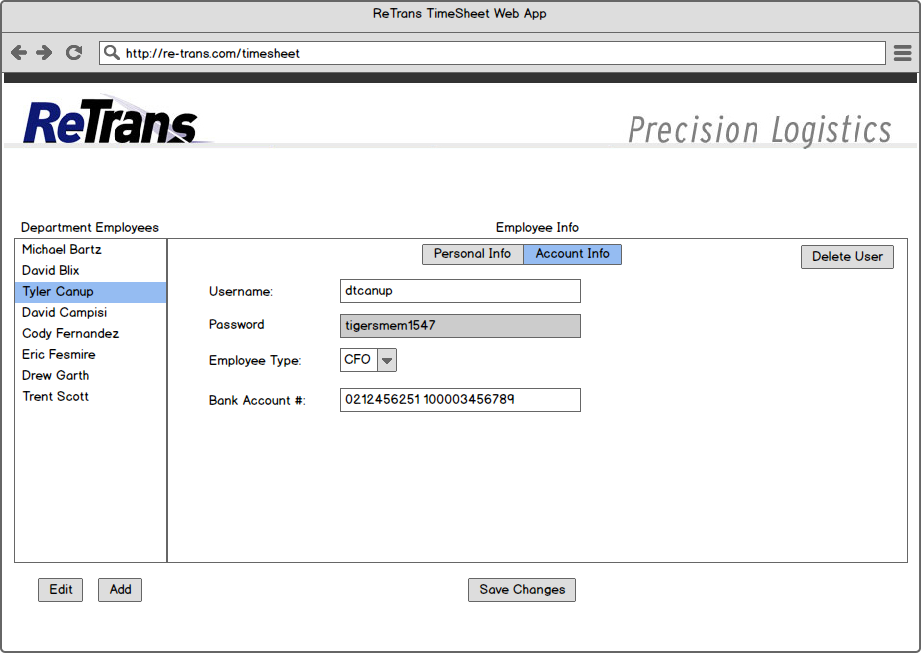 ReTrans TimeSheet Web App
http://re-trans.com/timesheet
ReTrans
Precision Logistics
Department Employees
Employee Info
Michael Bartz
David Blix
Tyler Canup
David Campisi
Cody Fernandez
Eric Fesmire
Drew Garth
Trent Scott
Personal Info Account Info
Delete User
Username: dtcanup
Password tigersmem1547
Employee Type: CFO
Bank Account #: 0212456251 100003456789
Edit Add Save Changes